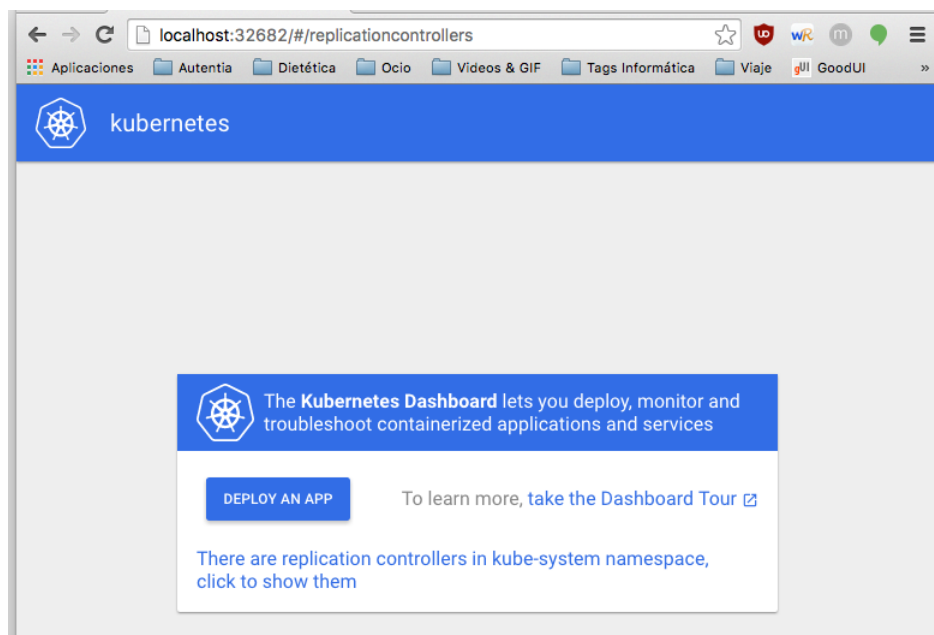 localhost:32682/#/replicationcontrollers
wR
m
Aplicaciones Autentia Dietética Ocio Videos & GIF Tags Informática Viaje gUI GoodUI »
kubernetes
The Kubernetes Dashboard lets you deploy, monitor and
troubleshoot containerized applications and services
DEPLOY AN APP To learn more, take the Dashboard Tour
There are replication controllers in kube-system namespace,
click to show them